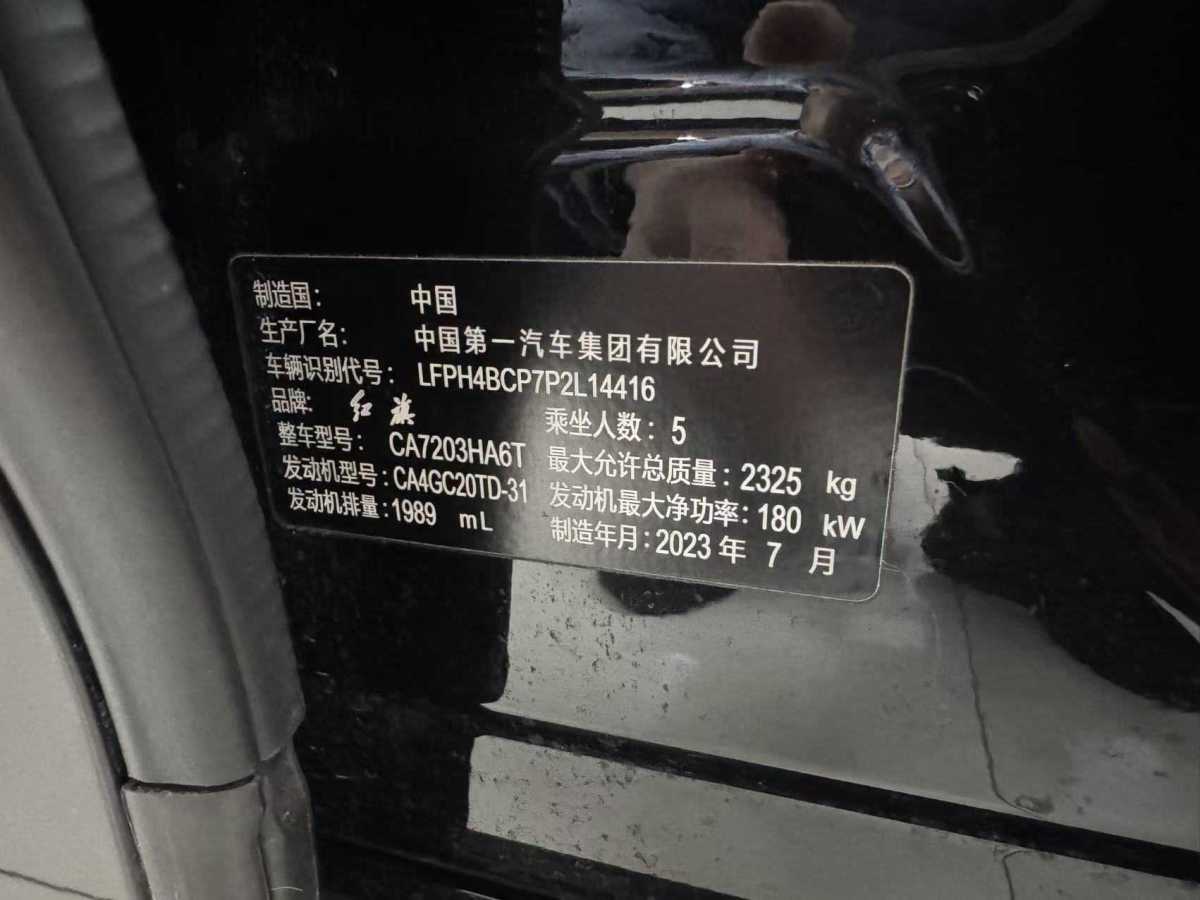 制造国： 中国
生产厂名： 中国第一汽车集团有限公司
车辆识别代号： LFPH4BCP7P2L14416
品牌： 红旗 乘坐人数：5
整车型号： CA7203HA6T 最大允许总质量：2325 kg
发动机型号：CA4GC20TD-31 发动机最大净功率：180 kW
发动机排量：1989 mL 制造年月：2023 年 7 月